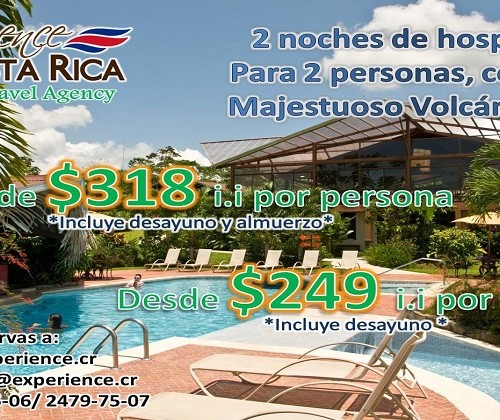 ence
TA RICA
avel Agency
2 noches de hosp
Para 2 personas, co
Majestuoso Volcán
de $318 i.i por persona
*Incluye desayuno y almuerzo*
Desde $249 i.i por
*Incluye desayuno *
rvas a:
perience.cr
@experience.cr
06/ 2479-75-07